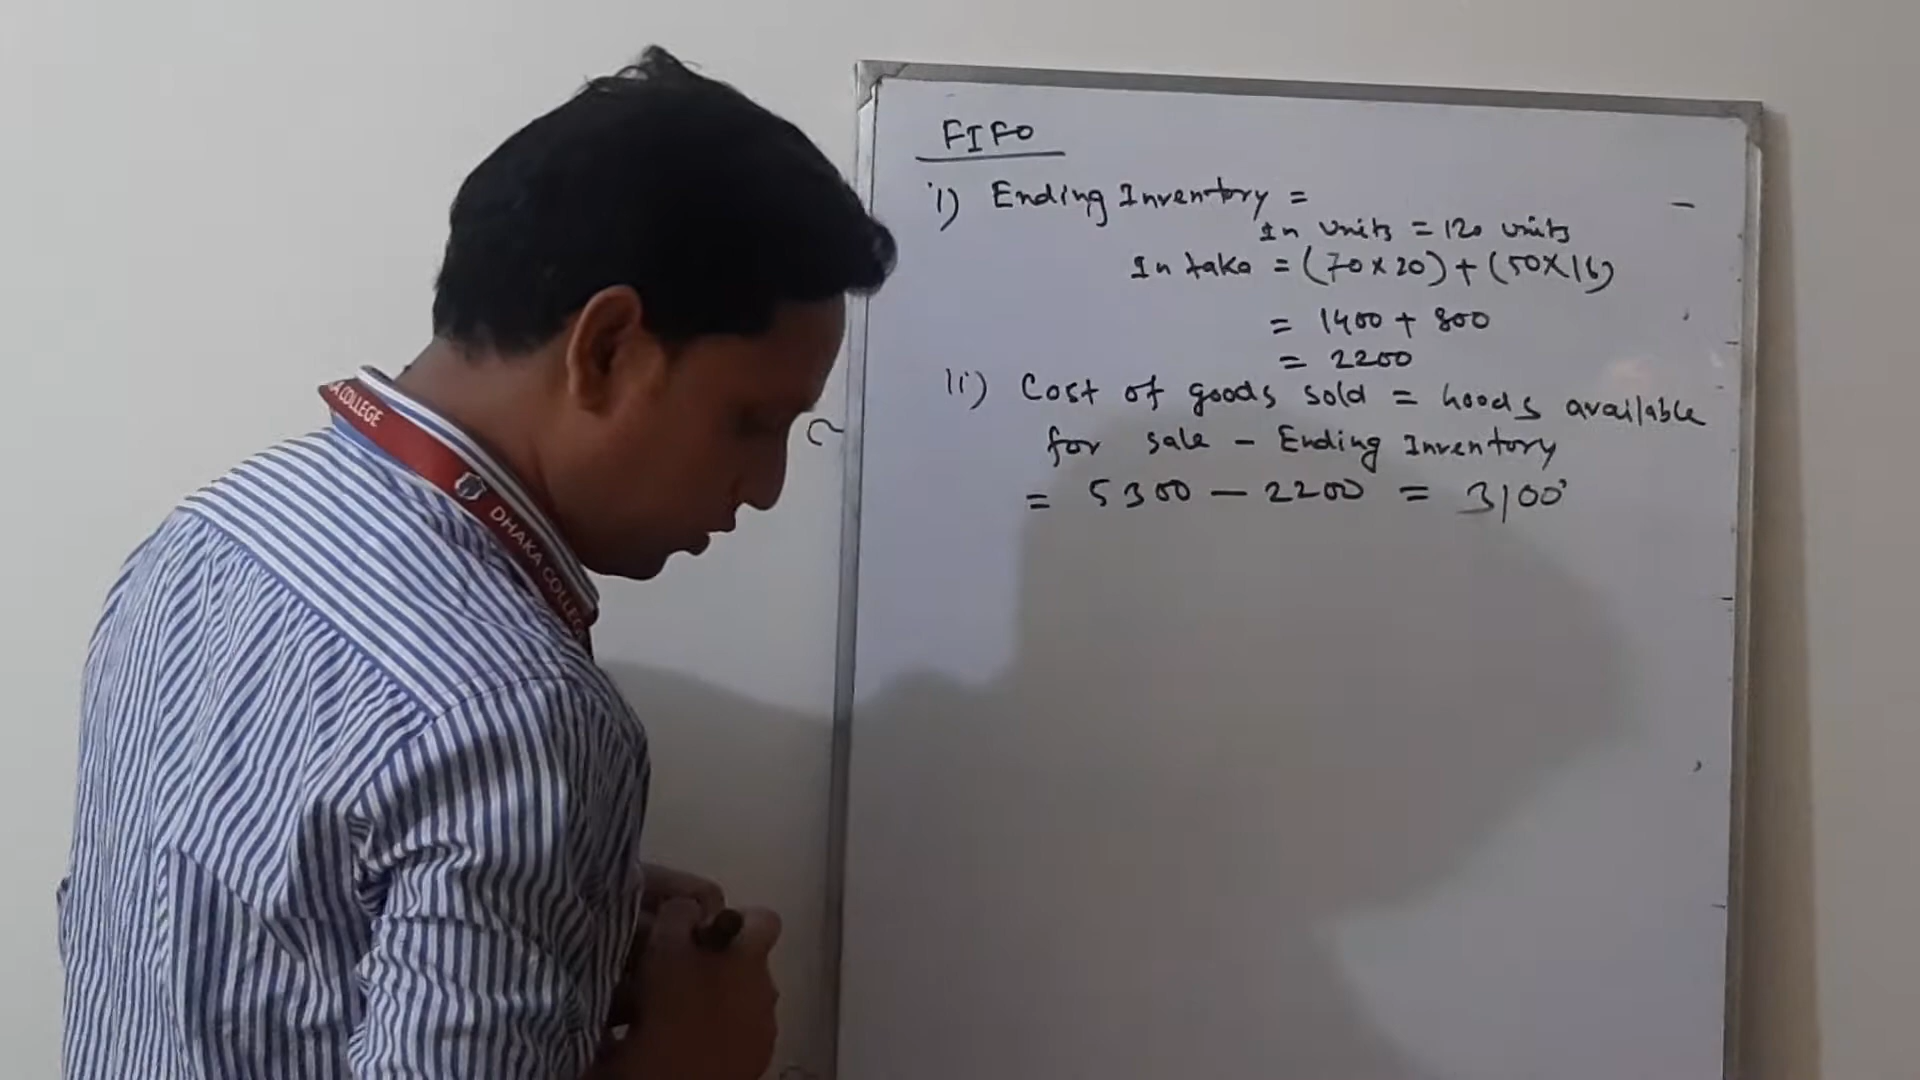 FIFO
i) Ending Inventory =
In units = 120 units
In taka = (70×20) + (50×16)
= 1400 + 800
= 2200
ii) Cost of goods sold = Goods available
for sale - Ending Inventory
= 5300 - 2200 = 3100
A COLLEGE
DHAKA COLLEGE